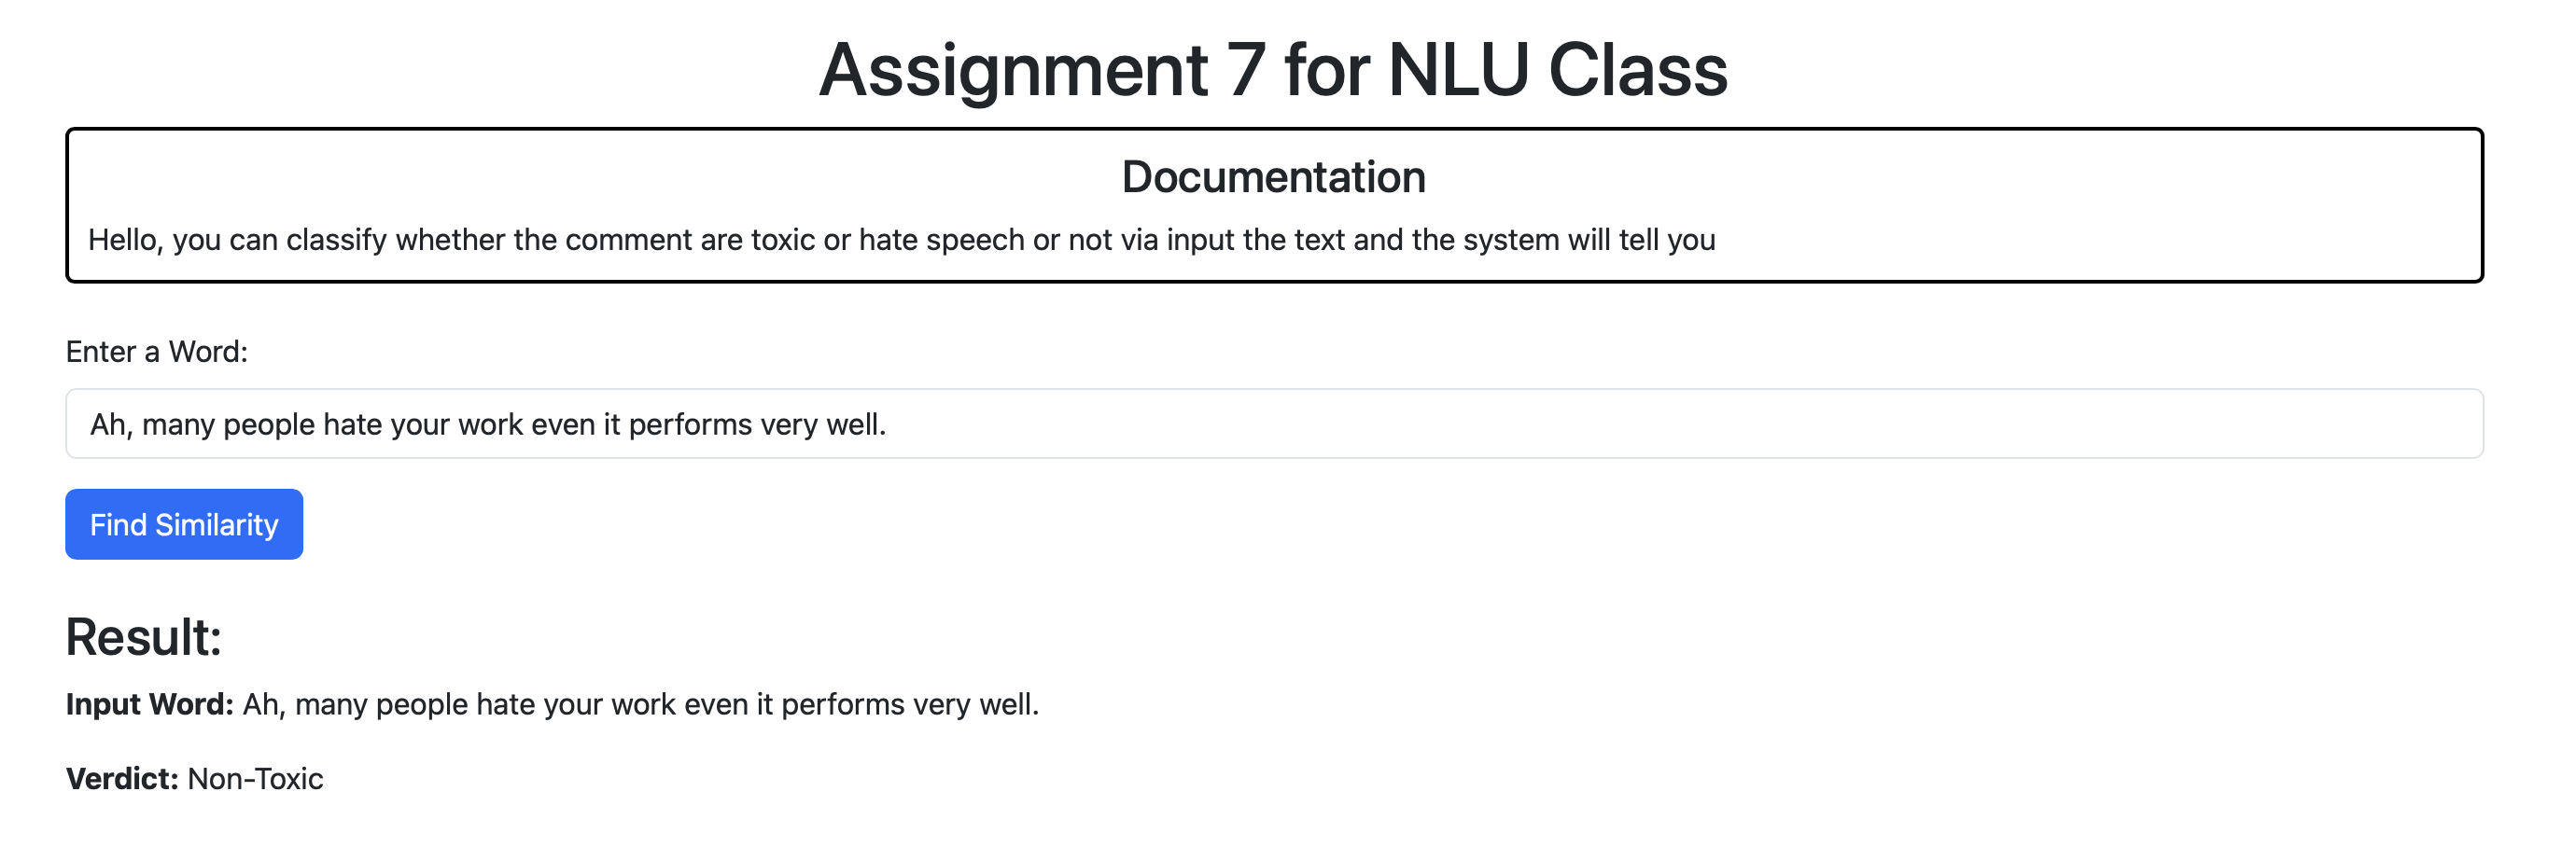 Assignment 7 for NLU Class
Documentation
Hello, you can classify whether the comment are toxic or hate speech or not via input the text and the system will tell you
Enter a Word:
Ah, many people hate your work even it performs very well.
Find Similarity
Result:
Input Word: Ah, many people hate your work even it performs very well.
Verdict: Non-Toxic